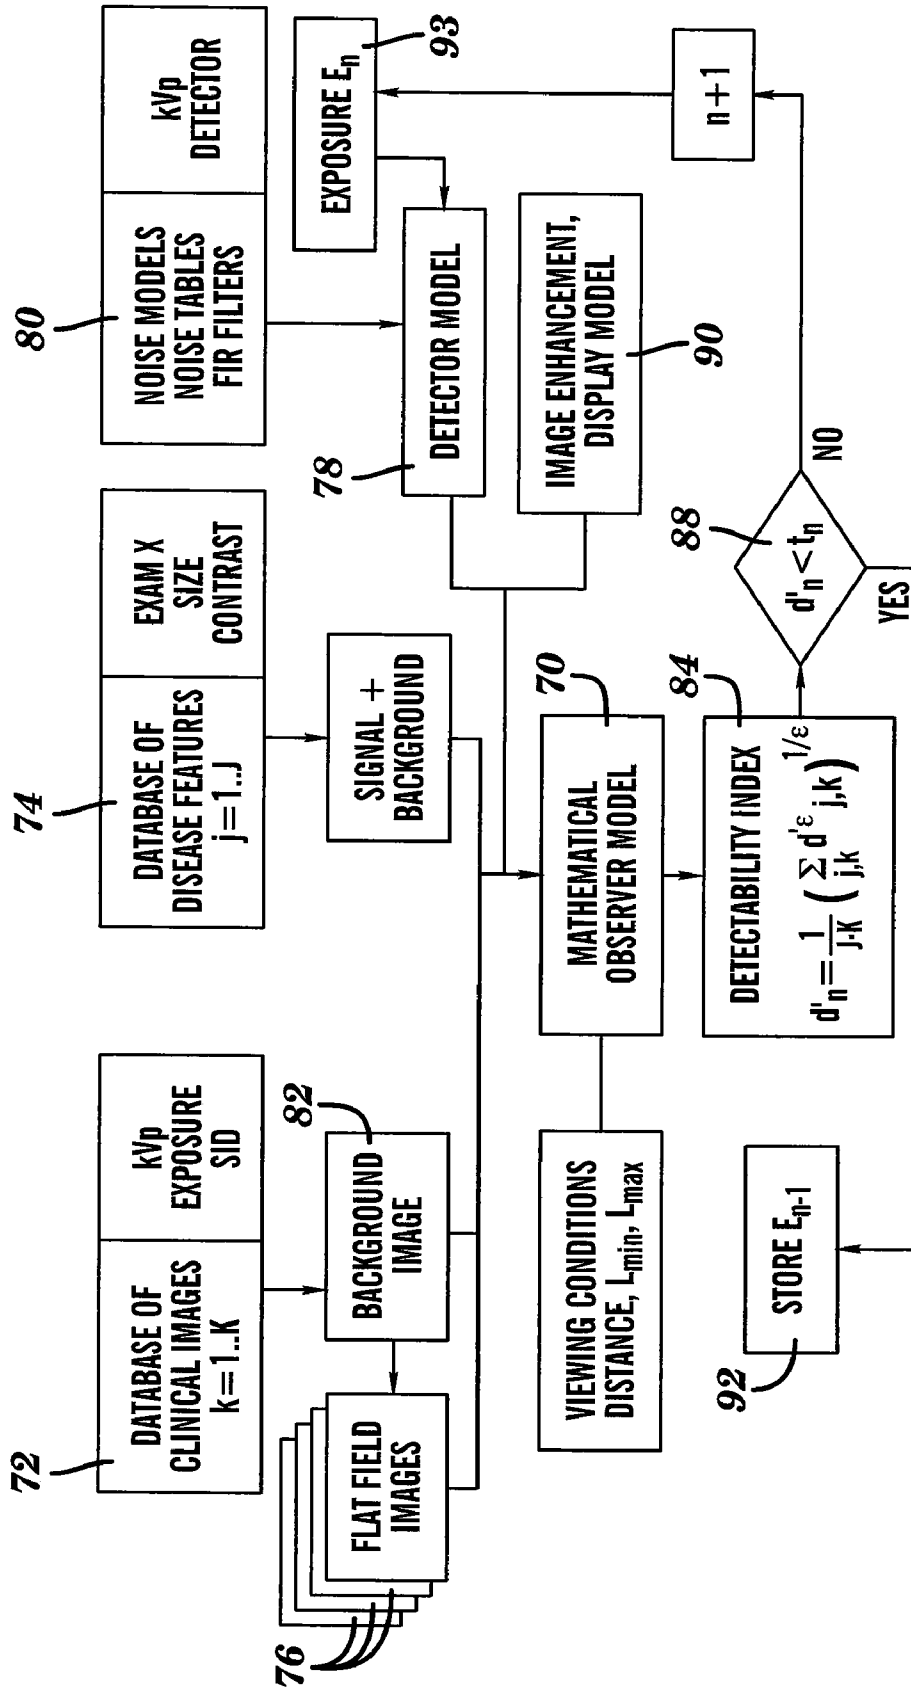 72
DATABASE OF
CLINICAL IMAGES
k=1..K
kVp
EXPOSURE
SID
74
DATABASE OF
DISEASE FEATURES
j=1..J
EXAM X
SIZE
CONTRAST
80
NOISE MODELS
NOISE TABLES
FIR FILTERS
kVp
DETECTOR
76
FLAT FIELD
IMAGES
82
BACKGROUND
IMAGE
SIGNAL +
BACKGROUND
78
DETECTOR MODEL
EXPOSURE Eₙ
93
VIEWING CONDITIONS
DISTANCE, Lmin, Lmax
70
MATHEMATICAL
OBSERVER MODEL
IMAGE ENHANCEMENT,
DISPLAY MODEL
90
84
DETECTABILITY INDEX
d'ₙ = 1/(J·K) ( Σ_{j,k} d'^ε_{j,k} )^{1/ε}
88
d'ₙ < tₙ
NO
YES
n+1
92
STORE Eₙ₋₁